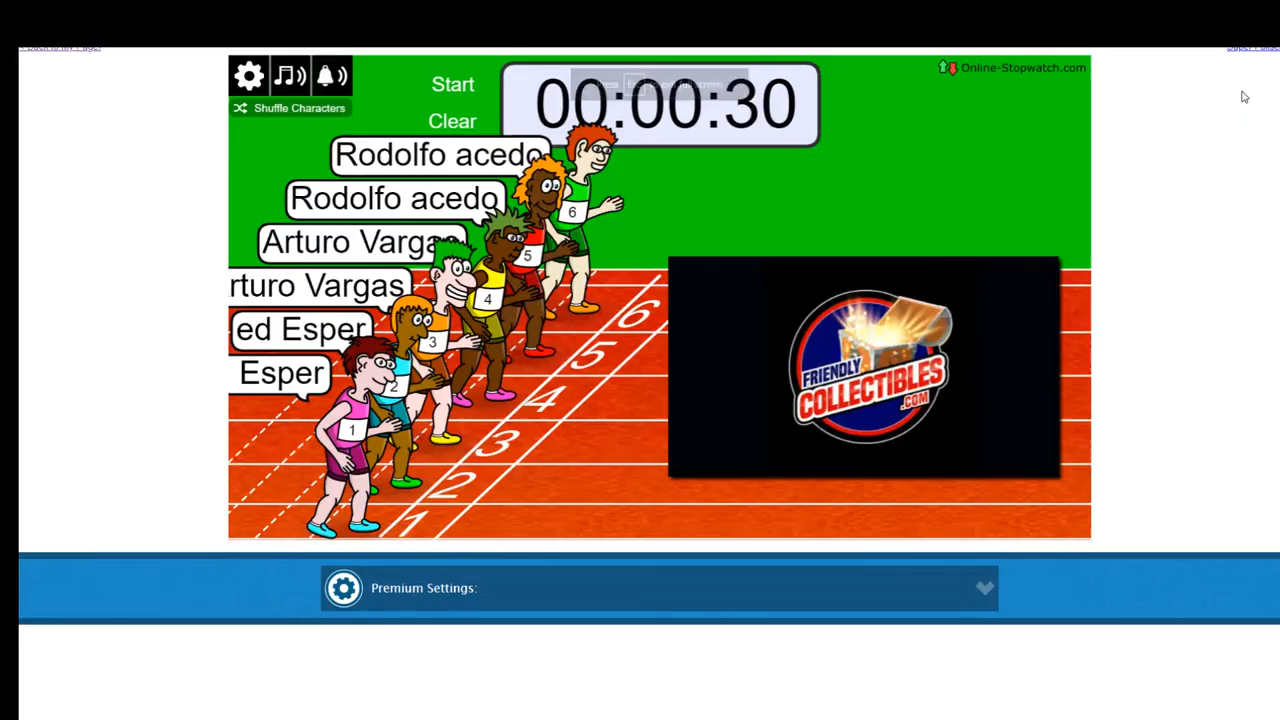 Start
00:00:30
Online-Stopwatch.com
Shuffle Characters
Clear
Rodolfo acedo
Rodolfo acedo
Arturo Vargas
rturo Vargas
ed Esper
Esper
6
5
4
3
2
1
6
5
4
3
2
1
FRIENDLY
COLLECTIBLES
.COM
Premium Settings: